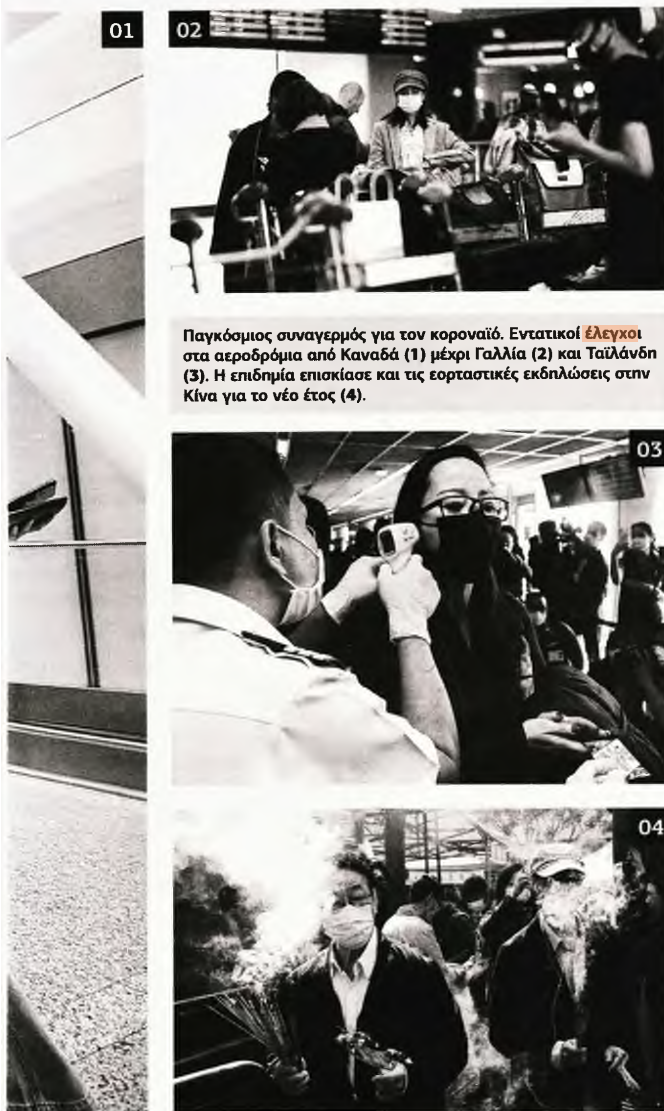 01
02
Παγκόσμιος συναγερμός για τον κοροναϊό. Εντατικοί έλεγχοι
στα αεροδρόμια από Καναδά (1) μέχρι Γαλλία (2) και Ταϊλάνδη
(3). Η επιδημία επισκίασε και τις εορταστικές εκδηλώσεις στην
Κίνα για το νέο έτος (4).
03
04